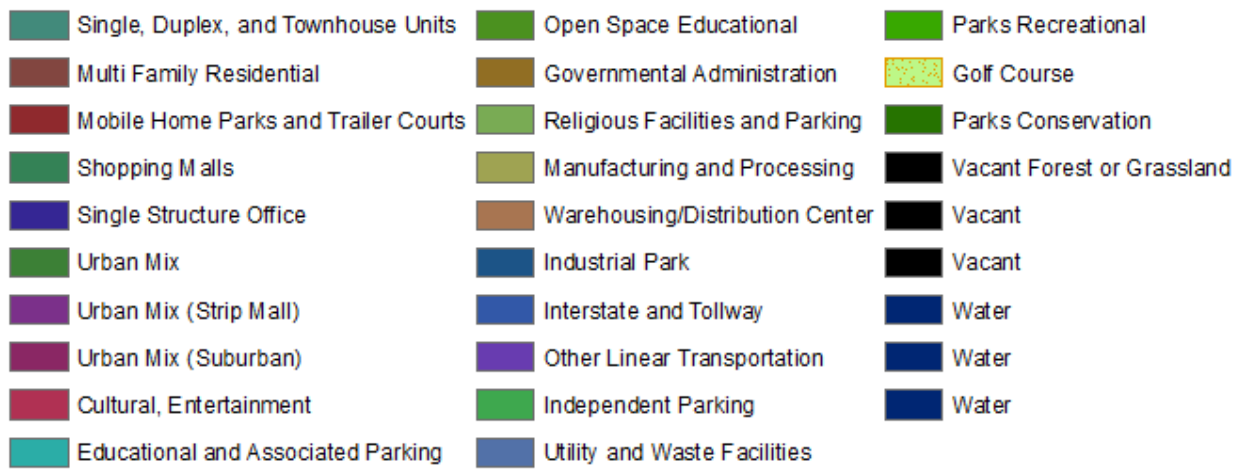 Single, Duplex, and Townhouse Units
Multi Family Residential
Mobile Home Parks and Trailer Courts
Shopping Malls
Single Structure Office
Urban Mix
Urban Mix (Strip Mall)
Urban Mix (Suburban)
Cultural, Entertainment
Educational and Associated Parking
Open Space Educational
Governmental Administration
Religious Facilities and Parking
Manufacturing and Processing
Warehousing/Distribution Center
Industrial Park
Interstate and Tollway
Other Linear Transportation
Independent Parking
Utility and Waste Facilities
Parks Recreational
Golf Course
Parks Conservation
Vacant Forest or Grassland
Vacant
Vacant
Water
Water
Water